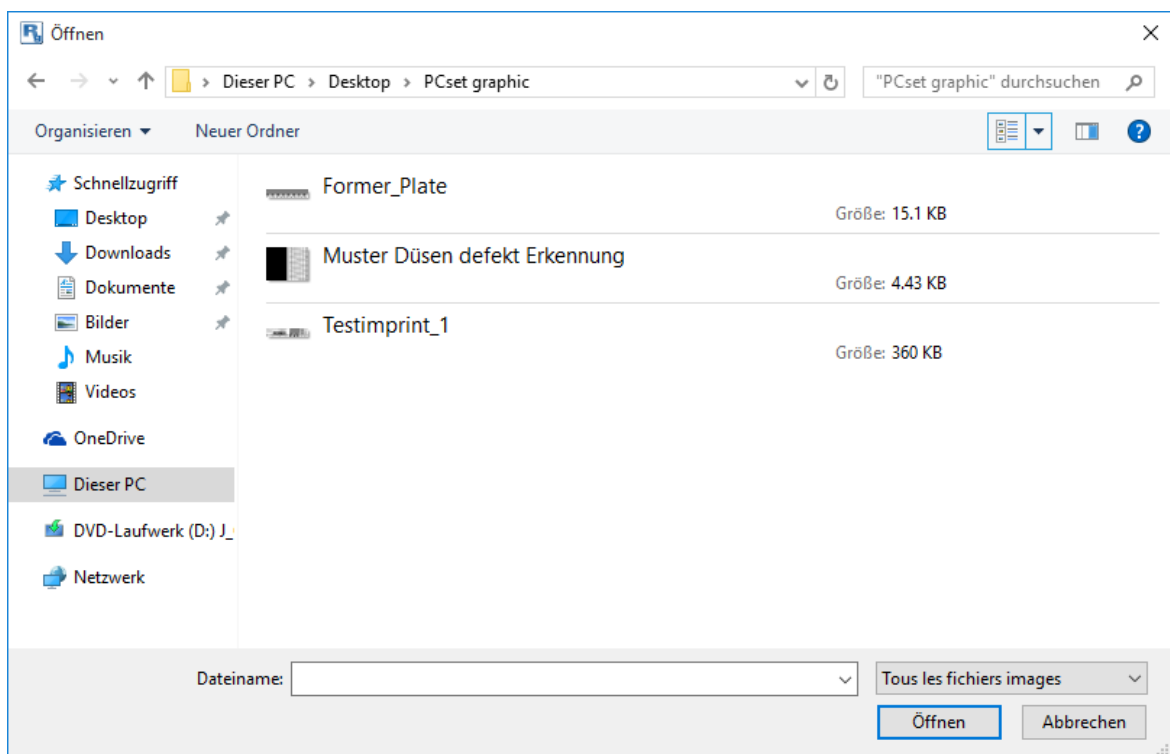 Öffnen
Dieser PC > Desktop > PCset graphic
"PCset graphic" durchsuchen
Organisieren
Neuer Ordner
Schnellzugriff
Desktop
Downloads
Dokumente
Bilder
Musik
Videos
OneDrive
Dieser PC
DVD-Laufwerk (D:) J_
Netzwerk
Former_Plate
Größe: 15.1 KB
Muster Düsen defekt Erkennung
Größe: 4.43 KB
Testimprint_1
Größe: 360 KB
Dateiname:
Tous les fichiers images
Öffnen
Abbrechen